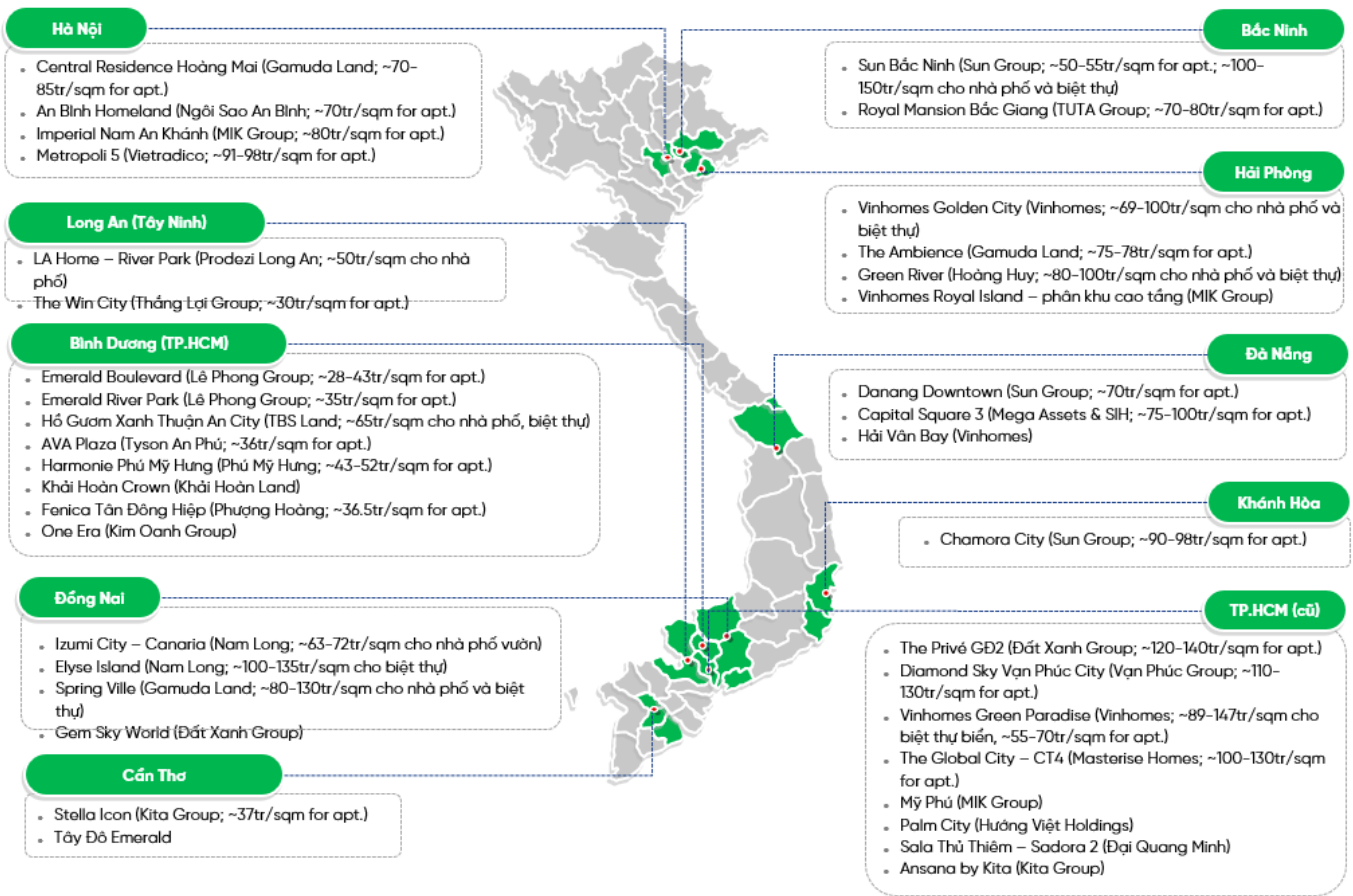 Hà Nội
Central Residence Hoàng Mai (Gamuda Land; ~70-
85tr/sqm for apt.)
An Bình Homeland (Ngôi Sao An Bình; ~70tr/sqm for apt.)
Imperial Nam An Khánh (MIK Group; ~80tr/sqm for apt.)
Metropoli 5 (Vietradico; ~91-98tr/sqm for apt.)
Long An (Tây Ninh)
LA Home – River Park (Prodezi Long An; ~50tr/sqm cho nhà
phố)
The Win City (Thắng Lợi Group; ~30tr/sqm for apt.)
Bình Dương (TP.HCM)
Emerald Boulevard (Lê Phong Group; ~28-43tr/sqm for apt.)
Emerald River Park (Lê Phong Group; ~35tr/sqm for apt.)
Hồ Gươm Xanh Thuận An City (TBS Land; ~65tr/sqm cho nhà phố, biệt thự)
AVA Plaza (Tyson An Phú; ~36tr/sqm for apt.)
Harmonie Phú Mỹ Hưng (Phú Mỹ Hưng; ~43-52tr/sqm for apt.)
Khải Hoàn Crown (Khải Hoàn Land)
Fenica Tân Đông Hiệp (Phượng Hoàng; ~36.5tr/sqm for apt.)
One Era (Kim Oanh Group)
Đồng Nai
Izumi City – Canaria (Nam Long; ~63-72tr/sqm cho nhà phố vườn)
Elyse Island (Nam Long; ~100-135tr/sqm cho biệt thự)
Spring Ville (Gamuda Land; ~80-130tr/sqm cho nhà phố và biệt
thự)
Gem Sky World (Đất Xanh Group)
Cần Thơ
Stella Icon (Kita Group; ~37tr/sqm for apt.)
Tây Đô Emerald
Bắc Ninh
Sun Bắc Ninh (Sun Group; ~50-55tr/sqm for apt.; ~100-
150tr/sqm cho nhà phố và biệt thự)
Royal Mansion Bắc Giang (TUTA Group; ~70-80tr/sqm for apt.)
Hải Phòng
Vinhomes Golden City (Vinhomes; ~69-100tr/sqm cho nhà phố và
biệt thự)
The Ambience (Gamuda Land; ~75-78tr/sqm for apt.)
Green River (Hoàng Huy; ~80-100tr/sqm cho nhà phố và biệt thự)
Vinhomes Royal Island – phân khu cao tầng (MIK Group)
Đà Nẵng
Danang Downtown (Sun Group; ~70tr/sqm for apt.)
Capital Square 3 (Mega Assets & SIH; ~75-100tr/sqm for apt.)
Hải Vân Bay (Vinhomes)
Khánh Hòa
Chamora City (Sun Group; ~90-98tr/sqm for apt.)
TP.HCM (cũ)
The Privé GĐ2 (Đất Xanh Group; ~120-140tr/sqm for apt.)
Diamond Sky Vạn Phúc City (Vạn Phúc Group; ~110-
130tr/sqm for apt.)
Vinhomes Green Paradise (Vinhomes; ~89-147tr/sqm cho
biệt thự biển, ~55-70tr/sqm for apt.)
The Global City – CT4 (Masterise Homes; ~100-130tr/sqm
for apt.)
Mỹ Phú (MIK Group)
Palm City (Hướng Việt Holdings)
Sala Thủ Thiêm – Sadora 2 (Đại Quang Minh)
Ansana by Kita (Kita Group)